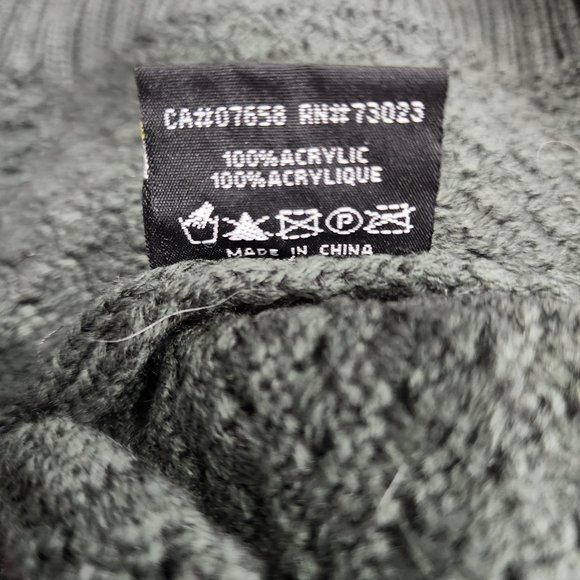 CA#07658 RN#73023
100%ACRYLIC
100%ACRYLIQUE
P
MADE IN CHINA